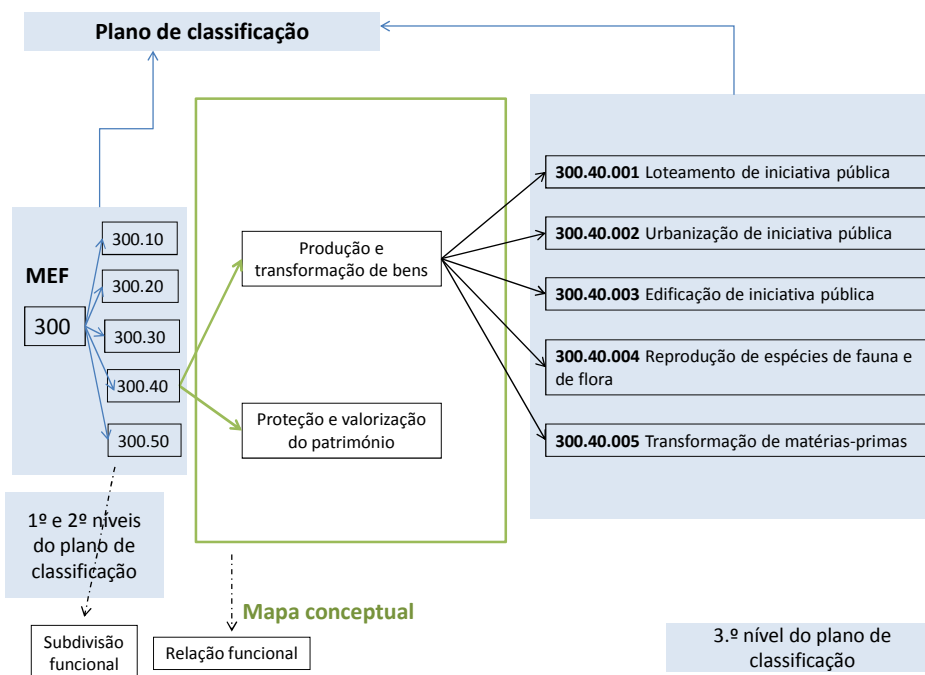 Plano de classificação
MEF
300
300.10
300.20
300.30
300.40
300.50
1º e 2º níveis
do plano de
classificação
Subdivisão
funcional
Produção e
transformação de bens
Proteção e valorização
do património
Mapa conceptual
Relação funcional
300.40.001 Loteamento de iniciativa pública
300.40.002 Urbanização de iniciativa pública
300.40.003 Edificação de iniciativa pública
300.40.004 Reprodução de espécies de fauna e
de flora
300.40.005 Transformação de matérias-primas
3.º nível do plano de
classificação